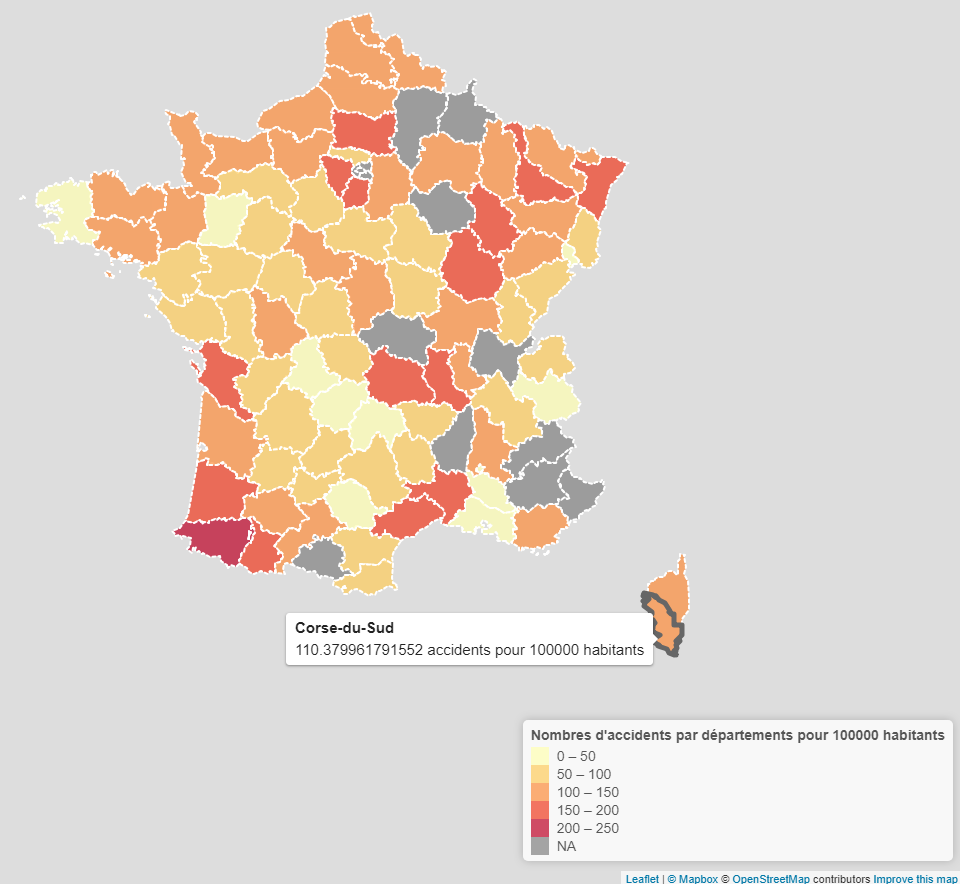 Corse-du-Sud
110.379961791552 accidents pour 100000 habitants
Nombres d'accidents par départements pour 100000 habitants
0 – 50
50 – 100
100 – 150
150 – 200
200 – 250
NA
Leaflet | © Mapbox © OpenStreetMap contributors Improve this map